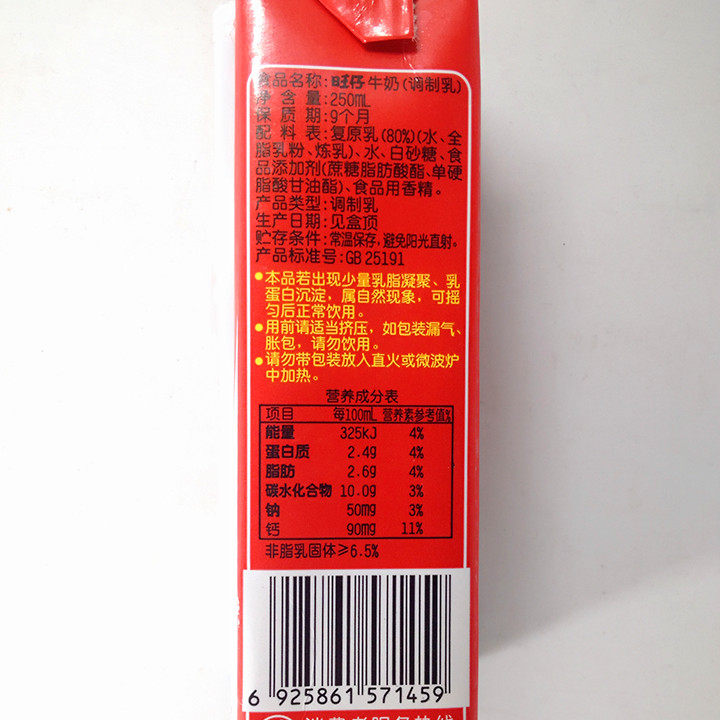 食品名称:旺仔牛奶(调制乳)
净 含 量:250mL
保 质 期:9个月
配 料 表:复原乳(80%)(水、全
脂乳粉、炼乳)、水、白砂糖、食
品添加剂(蔗糖脂肪酸酯、单硬
脂酸甘油酯)、食品用香精。
产品类型:调制乳
生产日期:见盒顶
贮存条件:常温保存,避免阳光直射。
产品标准号:GB 25191
●本品若出现少量乳脂凝聚、乳
蛋白沉淀,属自然现象,可摇
匀后正常饮用。
●用前请适当挤压,如包装漏气、
胀包,请勿饮用。
●请勿带包装放入直火或微波炉
中加热。
营养成分表
项目 每100mL 营养素参考值%
能量 325kJ 4%
蛋白质 2.4g 4%
脂肪 2.6g 4%
碳水化合物 10.0g 3%
钠 50mg 3%
钙 90mg 11%
非脂乳固体≥6.5%
6 925861 571459
消费者服务热线